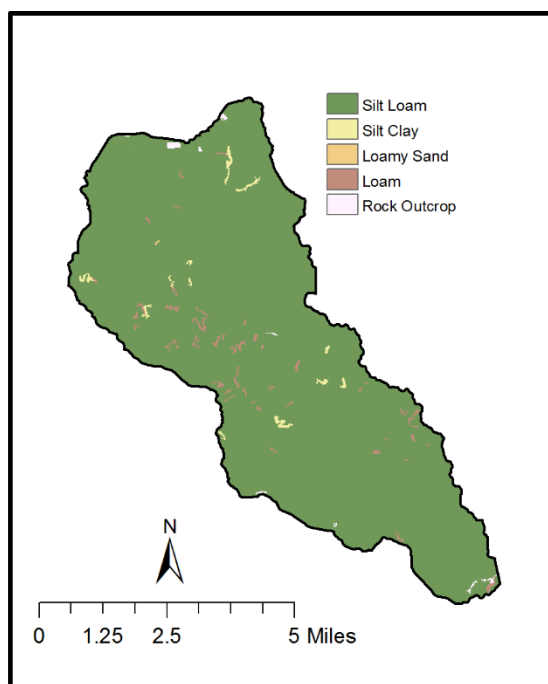 Silt Loam
Silt Clay
Loamy Sand
Loam
Rock Outcrop
N
0 1.25 2.5 5 Miles